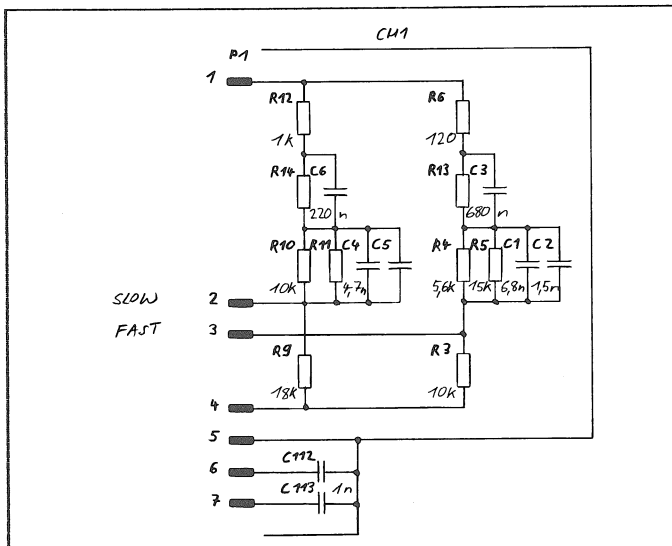 CH1
P1
1
R12
R6
1k
120
R14 C6
R13 C3
220 n
680 n
R10 R11 C4 C5
R4 R5 C1 C2
10k 4,7n
5,6k 15k 6,8n 1,5n
SLOW 2
FAST 3
R9
R3
18k
10k
4
5
6 C112
C113 1n
7